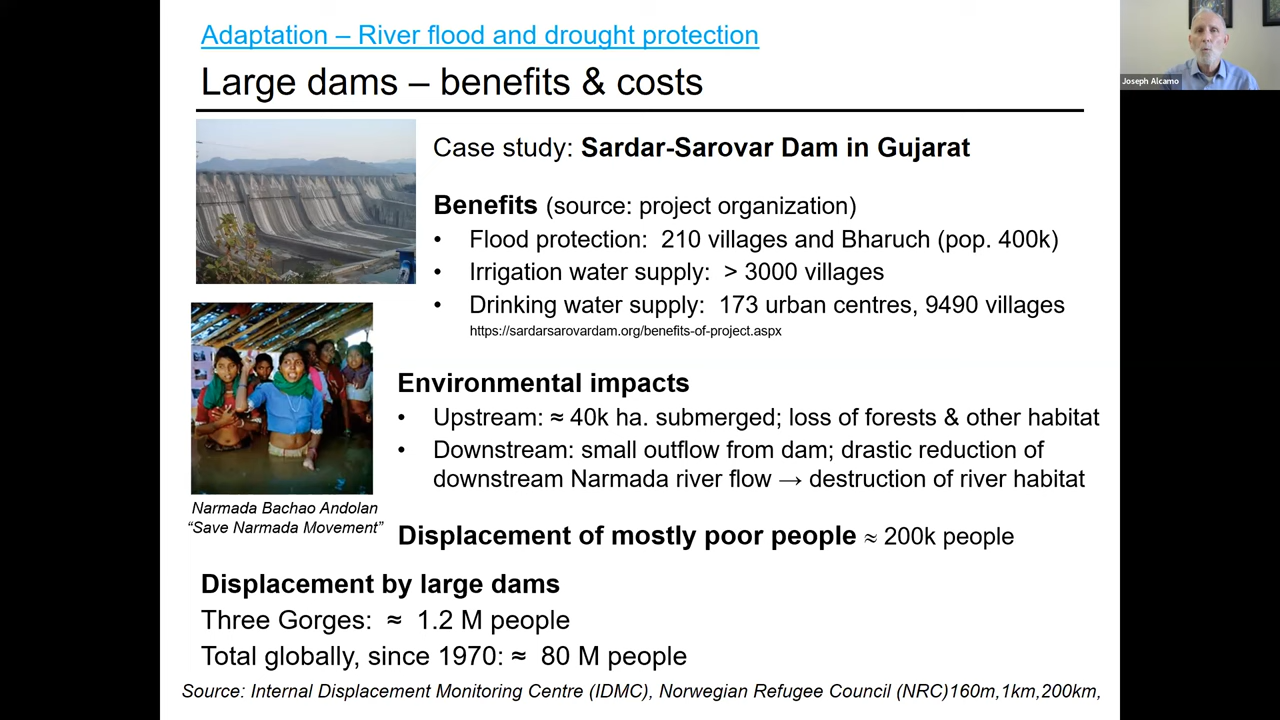 Adaptation – River flood and drought protection
Large dams – benefits & costs
Joseph Alcamo
Case study: Sardar-Sarovar Dam in Gujarat
Benefits (source: project organization)
• Flood protection: 210 villages and Bharuch (pop. 400k)
• Irrigation water supply: > 3000 villages
• Drinking water supply: 173 urban centres, 9490 villages
https://sardarsarovardam.org/benefits-of-project.aspx
Environmental impacts
• Upstream: ≈ 40k ha. submerged; loss of forests & other habitat
• Downstream: small outflow from dam; drastic reduction of
downstream Narmada river flow → destruction of river habitat
Narmada Bachao Andolan
“Save Narmada Movement”
Displacement of mostly poor people ≈ 200k people
Displacement by large dams
Three Gorges: ≈ 1.2 M people
Total globally, since 1970: ≈ 80 M people
Source: Internal Displacement Monitoring Centre (IDMC), Norwegian Refugee Council (NRC)160m,1km,200km,